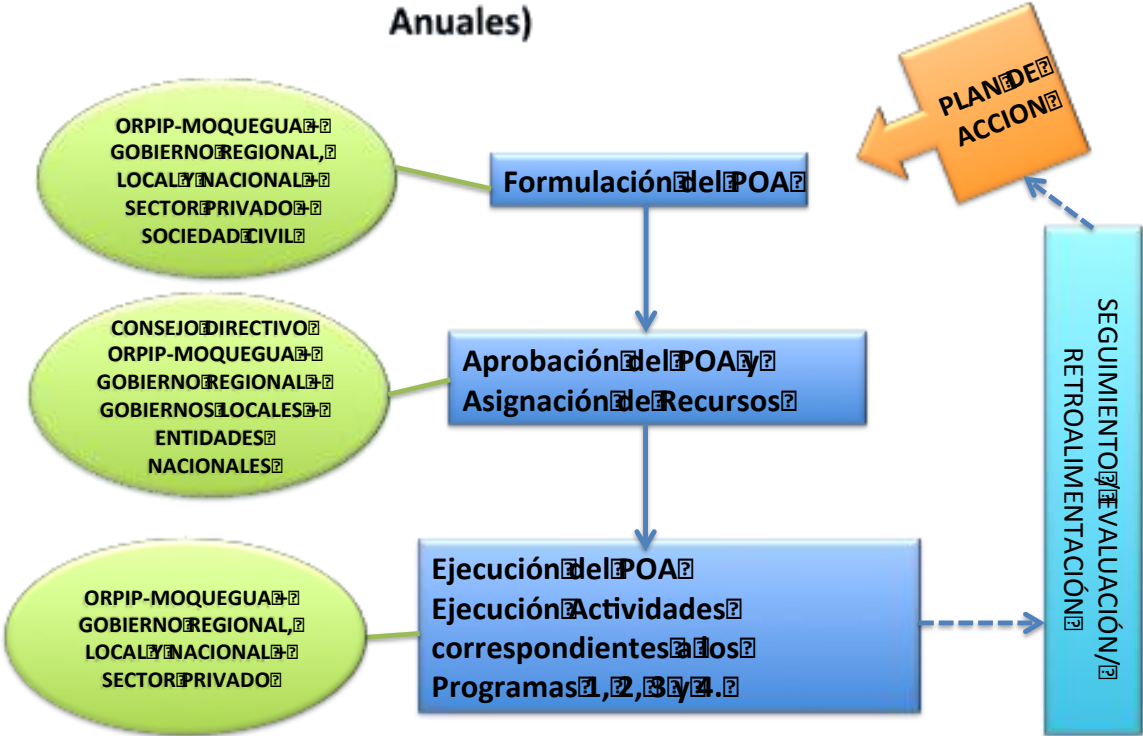 Anuales)
PLAN DE
ACCION
ORPIP-MOQUEGUA +
GOBIERNO REGIONAL,
LOCAL Y NACIONAL +
SECTOR PRIVADO +
SOCIEDAD CIVIL
Formulación del POA
CONSEJO DIRECTIVO
ORPIP-MOQUEGUA +
GOBIERNO REGIONAL +
GOBIERNOS LOCALES +
ENTIDADES
NACIONALES
Aprobación del POA y
Asignación de Recursos
SEGUIMIENTO / EVALUACIÓN/
RETROALIMENTACIÓN
ORPIP-MOQUEGUA +
GOBIERNO REGIONAL,
LOCAL Y NACIONAL +
SECTOR PRIVADO
Ejecución del POA
Ejecución Actividades
correspondientes a los
Programas 1, 2, 3 y 4.